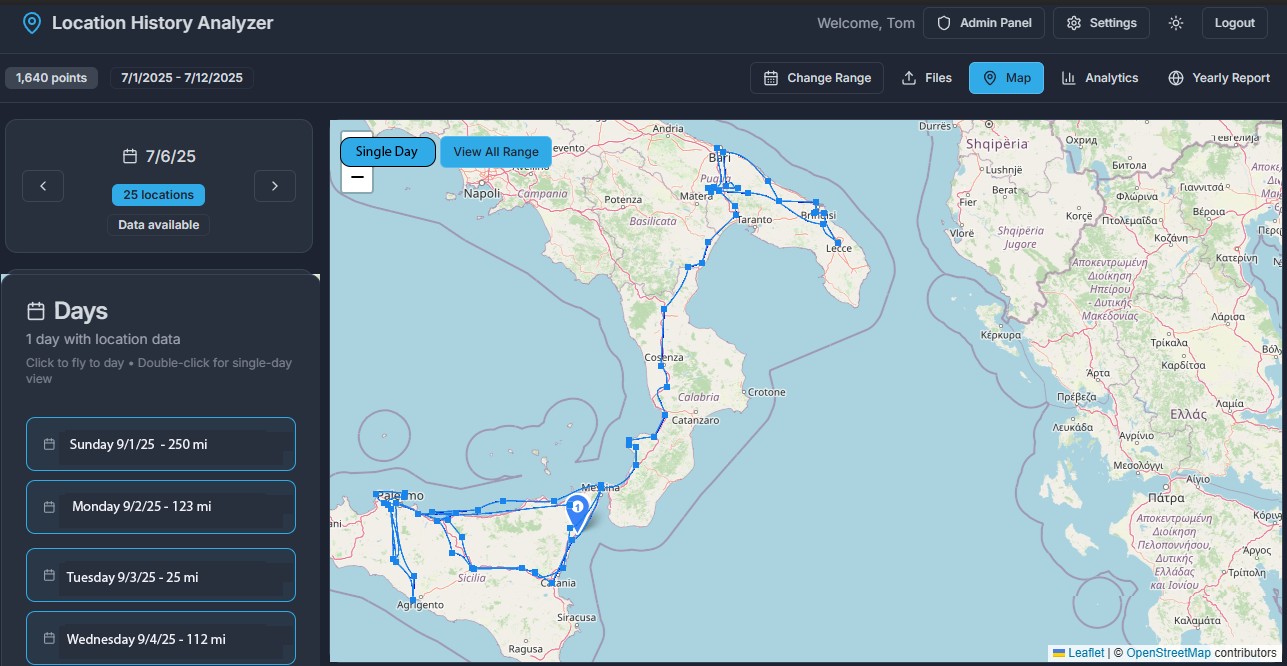 Location History Analyzer
Welcome, Tom
Admin Panel
Settings
Logout
1,640 points
7/1/2025 - 7/12/2025
Change Range
Files
Map
Analytics
Yearly Report
7/6/25
25 locations
Data available
Days
1 day with location data
Click to fly to day • Double-click for single-day
view
Sunday 9/1/25 - 250 mi
Monday 9/2/25 - 123 mi
Tuesday 9/3/25 - 25 mi
Wednesday 9/4/25 - 112 mi
Single Day
View All Range
−
Andria
Bari
Puglia
Napoli
Campania
Potenza
Matera
Basilicata
Taranto
Brindisi
Lecce
Cosenza
Calabria
Crotone
Catanzaro
Messina
Palermo
1
Sicilia
Catania
Agrigento
Siracusa
Ragusa
Durrës
Shqipëria
Охрид
Битола
Lushnjë
Berat
Fier
Φλώρινα
Γιαννιτσά
Korçë
Πτολεμαΐδα
Βέροια
Vlorë
Shqipëria
Jugore
Κοζάνη
Κατερίνη
Αποκεντρωμένη
Διοίκηση
Ηπείρου
- Δυτικής
Μακεδονίας
Λάρισα
Κέρκυρα
Τρίκαλα
Καρδίτσα
Άρτα
Πρέβεζα
Λαμία
Ελλάς
Λευκάδα
Αγρίνιο
Μεσολόγγι
Αίγιο
Πάτρα
Αποκεντρωμένη
Διοίκηση
Πελοποννήσου,
Δυτικής
Ελλάδας
και Ιονίου
Άργος
Τρίπολη
Καλαμάτα
Leaflet | © OpenStreetMap contributors